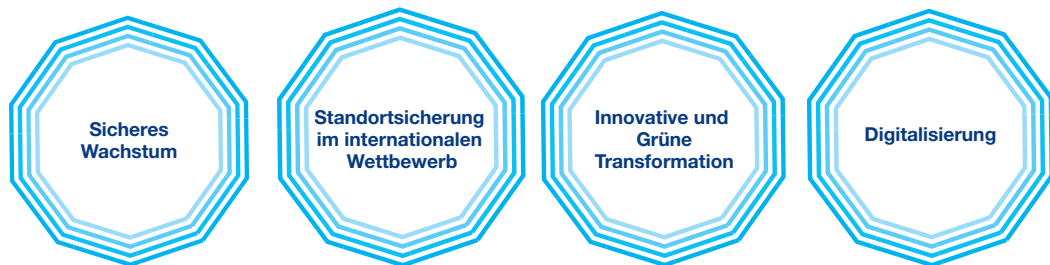 Sicheres
Wachstum
Standortsicherung
im internationalen
Wettbewerb
Innovative und
Grüne
Transformation
Digitalisierung